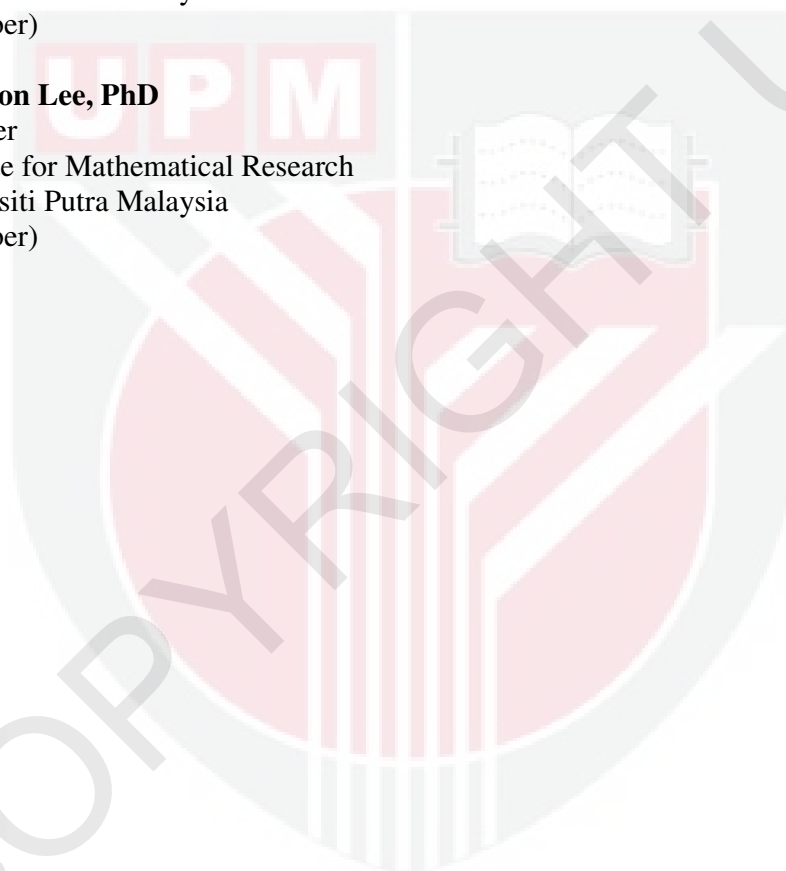 ber)
UPM
on Lee, PhD
er
e for Mathematical Research
siti Putra Malaysia
ber)
COPYRIGHT U